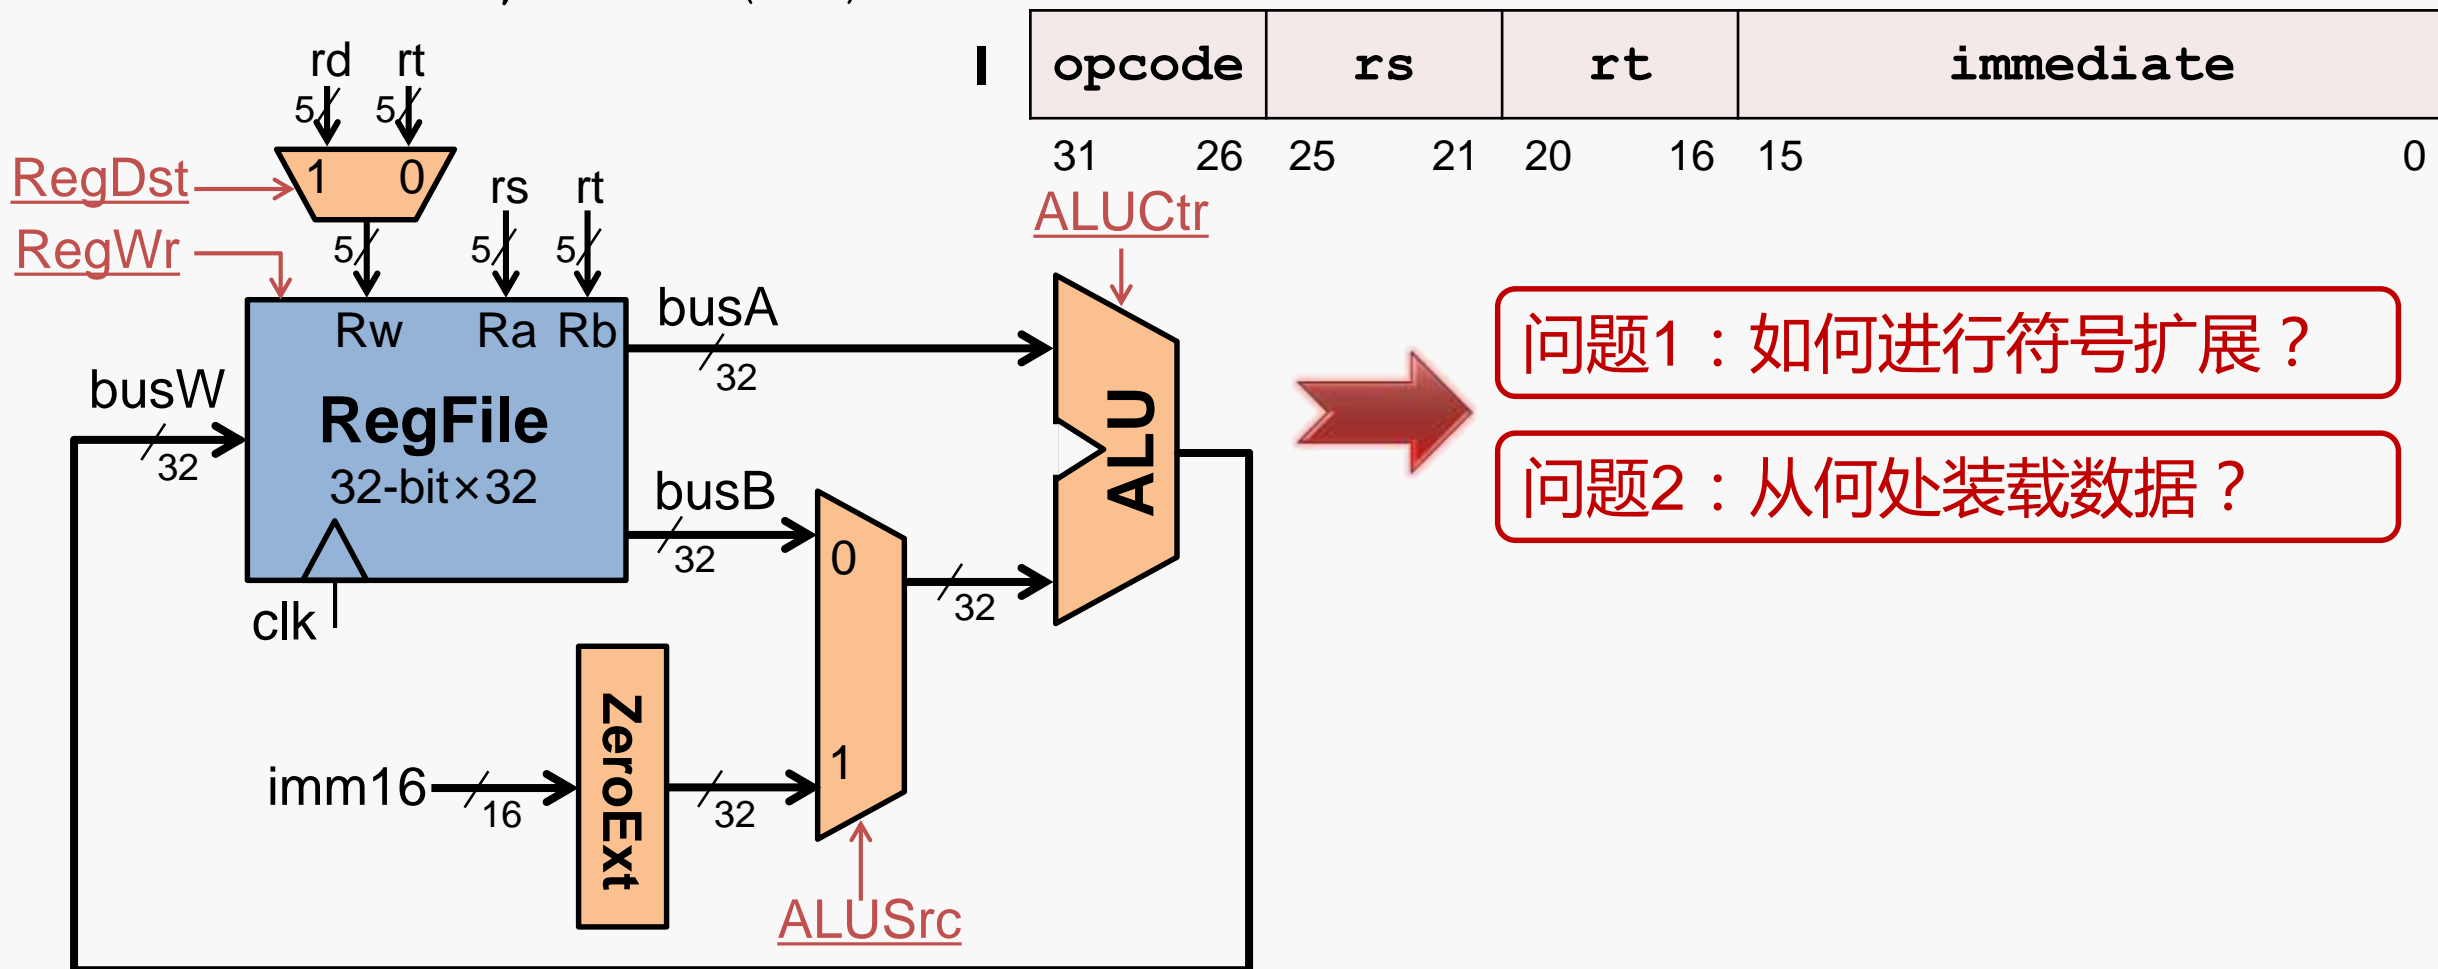 I
opcode rs rt immediate
31 26 25 21 20 16 15 0
rd rt
5 5
1 0
RegDst
RegWr
5
rs rt
5 5
ALUCtr
Rw Ra Rb
busA
32
busW
32
RegFile
32-bit×32
clk
busB
32
0
1
32
ALU
imm16
16
ZeroExt
32
ALUSrc
问题1：如何进行符号扩展？
问题2：从何处装载数据？